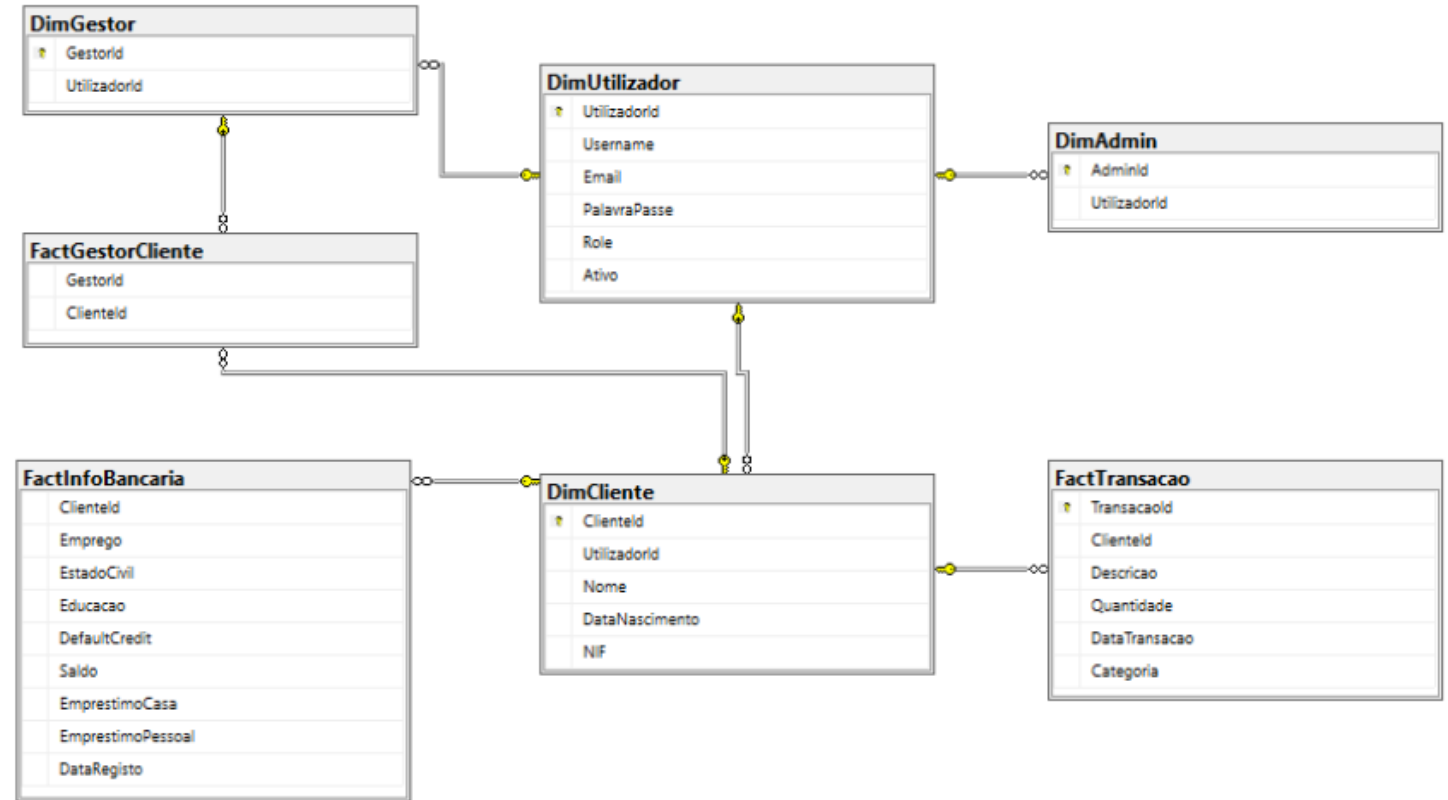 DimGestor
GestorId
UtilizadorId
DimUtilizador
UtilizadorId
Username
Email
PalavraPasse
Role
Ativo
DimAdmin
AdminId
UtilizadorId
FactGestorCliente
GestorId
ClienteId
FactInfoBancaria
ClienteId
Emprego
EstadoCivil
Educacao
DefaultCredit
Saldo
EmprestimoCasa
EmprestimoPessoal
DataRegisto
DimCliente
ClienteId
UtilizadorId
Nome
DataNascimento
NIF
FactTransacao
TransacaoId
ClienteId
Descricao
Quantidade
DataTransacao
Categoria